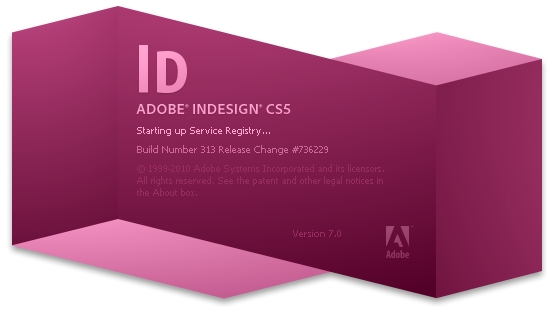 ID
ADOBE® INDESIGN® CS5
Starting up Service Registry...
Build Number 313 Release Change #736229
© 1999-2010 Adobe Systems Incorporated and its licensors.
All rights reserved. See the patent and other legal notices in
the About box.
Version 7.0
Adobe